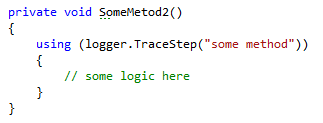 private void SomeMetod2()
{
    using (logger.TraceStep("some method"))
    {
        // some logic here
    }
}